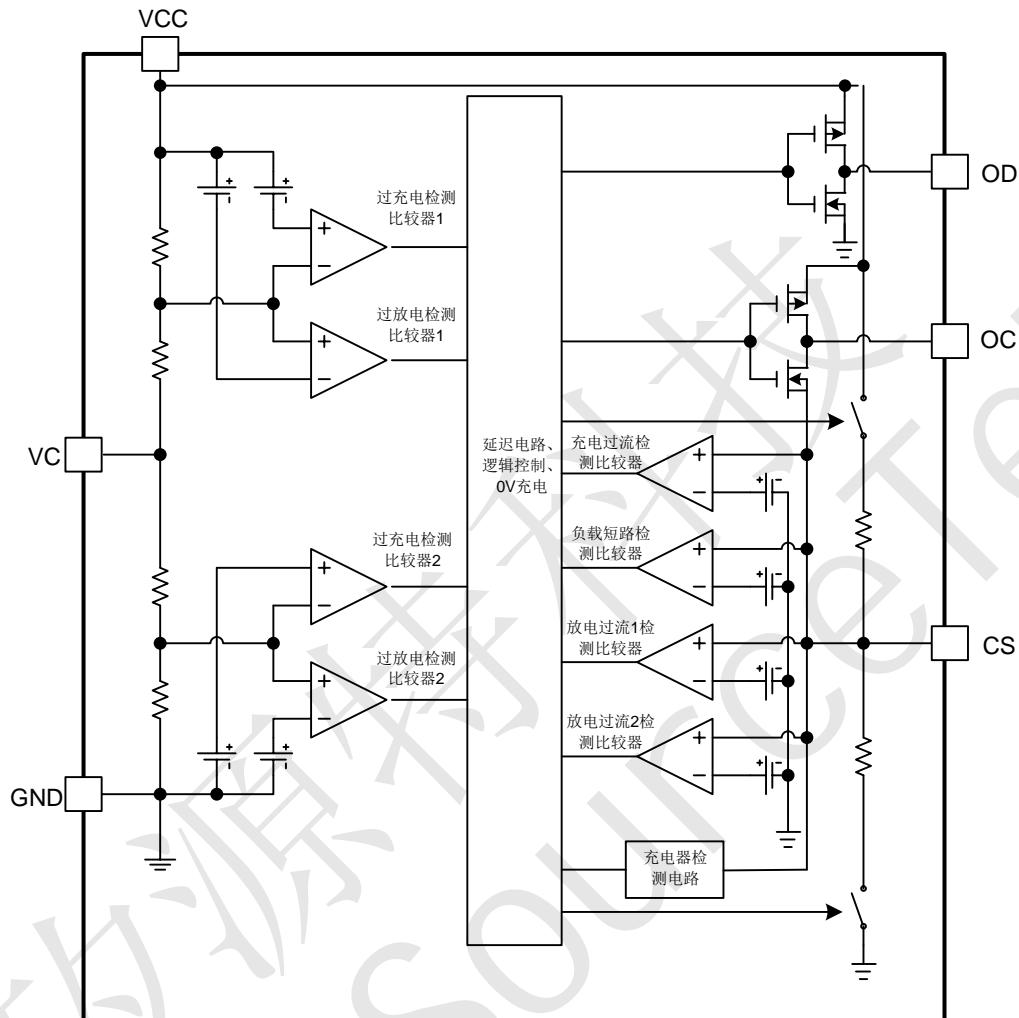 VCC
OD
过充电检测
比较器1
过放电检测
比较器1
OC
VC
延迟电路、
逻辑控制、
0V充电
充电过流检
测比较器
负载短路检
测比较器
过充电检测
比较器2
放电过流1检
测比较器
CS
过放电检测
比较器2
放电过流2检
测比较器
GND
充电器检
测电路
源特科技
SourceTe